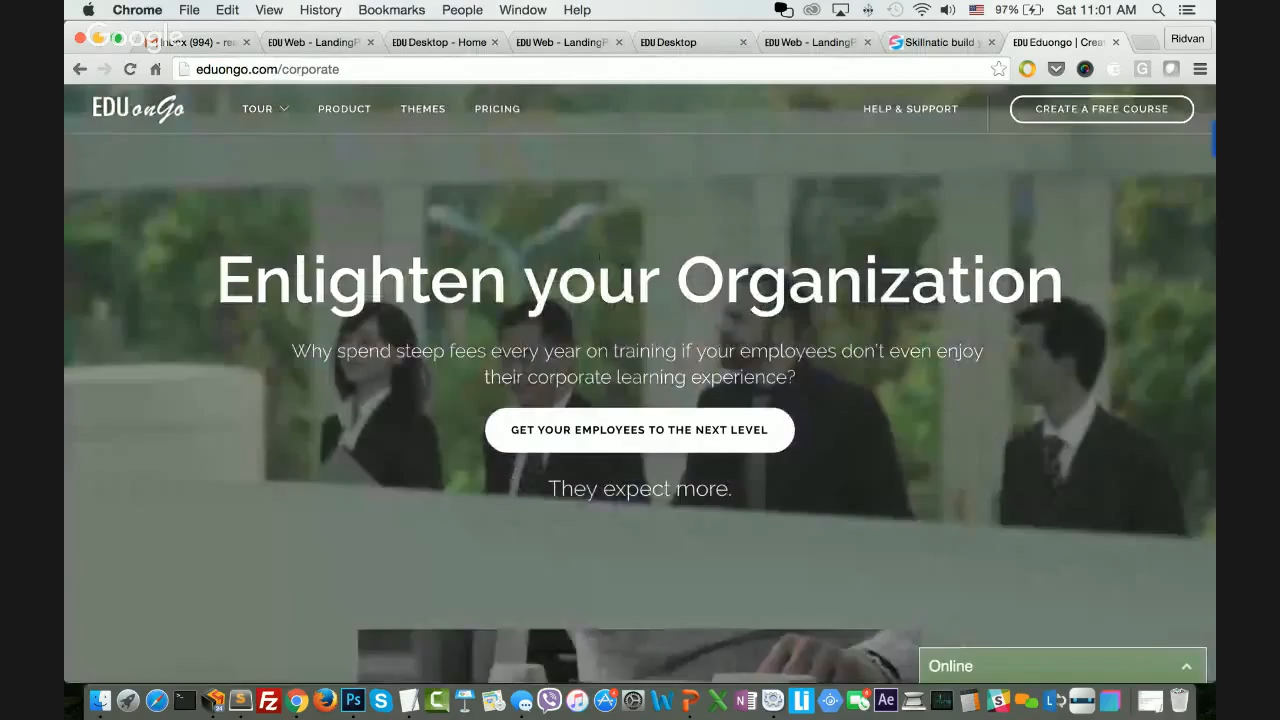 Chrome File Edit View History Bookmarks People Window Help 97% Sat 11:01 AM
Google
(994) - re
EDU Web - LandingP
EDU Desktop - Home
EDU Web - LandingP
EDU Desktop
EDU Web - LandingP
Skillnatic build y
EDU Eduongo | Crea
Ridvan
eduongo.com/corporate
EDU onGo TOUR PRODUCT THEMES PRICING HELP & SUPPORT CREATE A FREE COURSE
Enlighten your Organization
Why spend steep fees every year on training if your employees don't even enjoy
their corporate learning experience?
GET YOUR EMPLOYEES TO THE NEXT LEVEL
They expect more.
Online